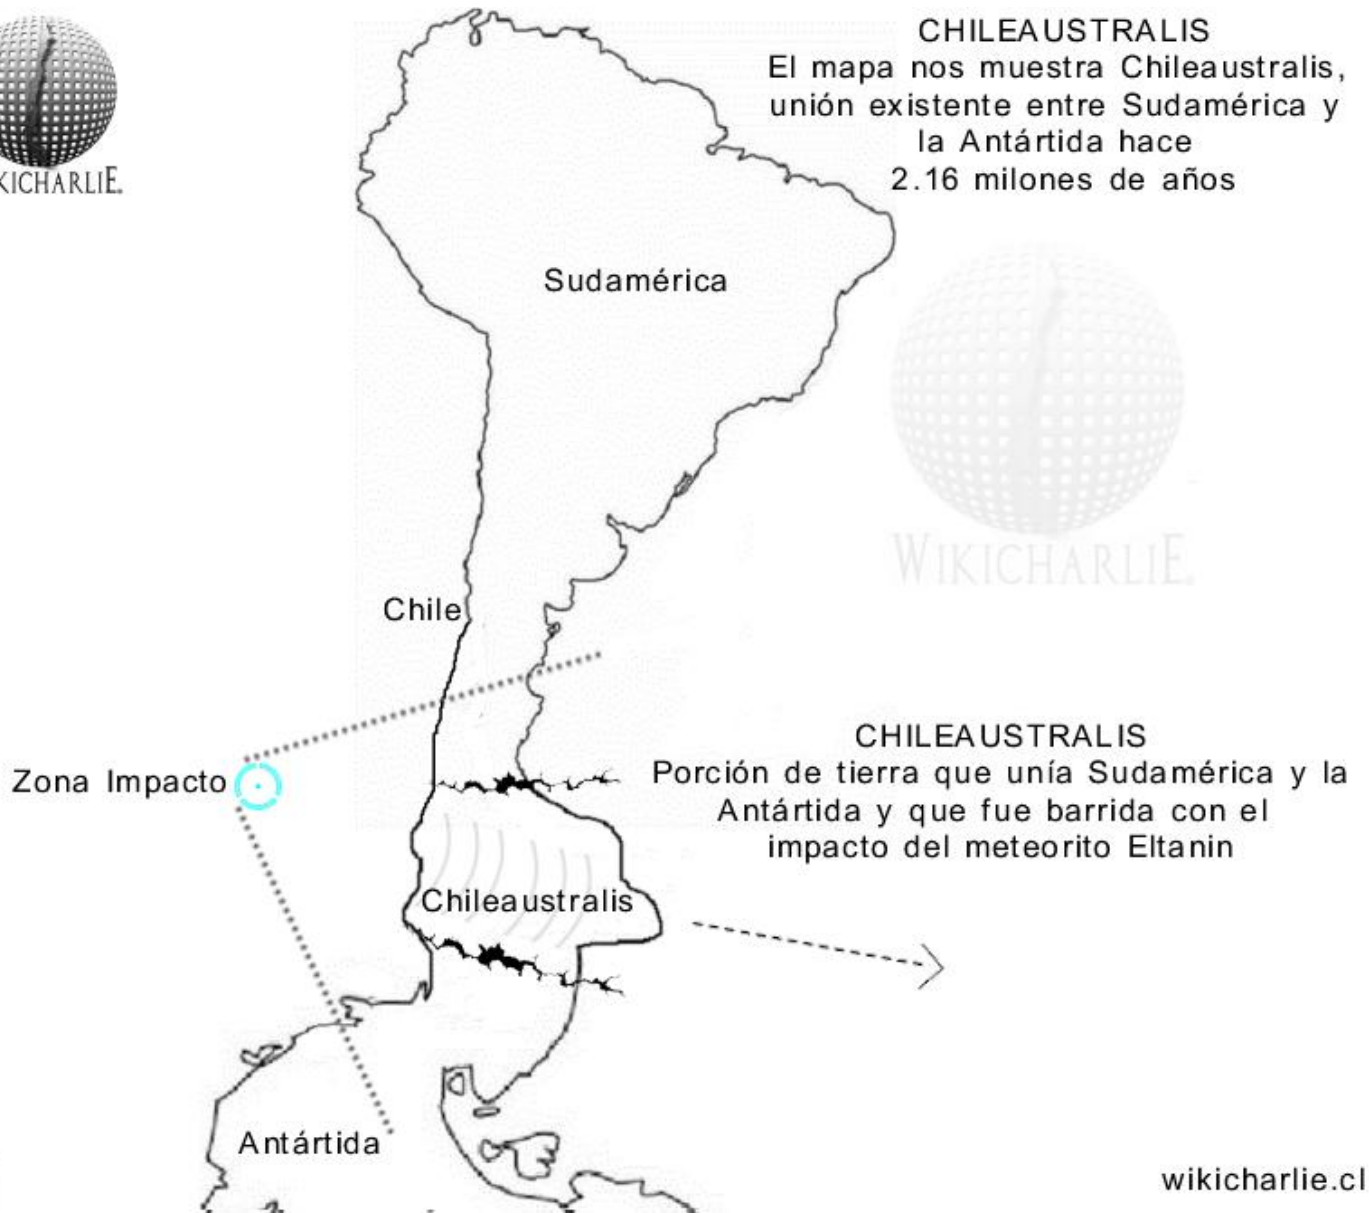 CHILEAUSTRALIS
El mapa nos muestra Chileaustralis,
unión existente entre Sudamérica y
la Antártida hace
2.16 milones de años
KICHARLIE.
Sudamérica
WIKICHARLIE.
Chile
CHILEAUSTRALIS
Zona Impacto
Porción de tierra que unía Sudamérica y la
Antártida y que fue barrida con el
impacto del meteorito Eltanin
Chileaustralis
Antártida
wikicharlie.cl